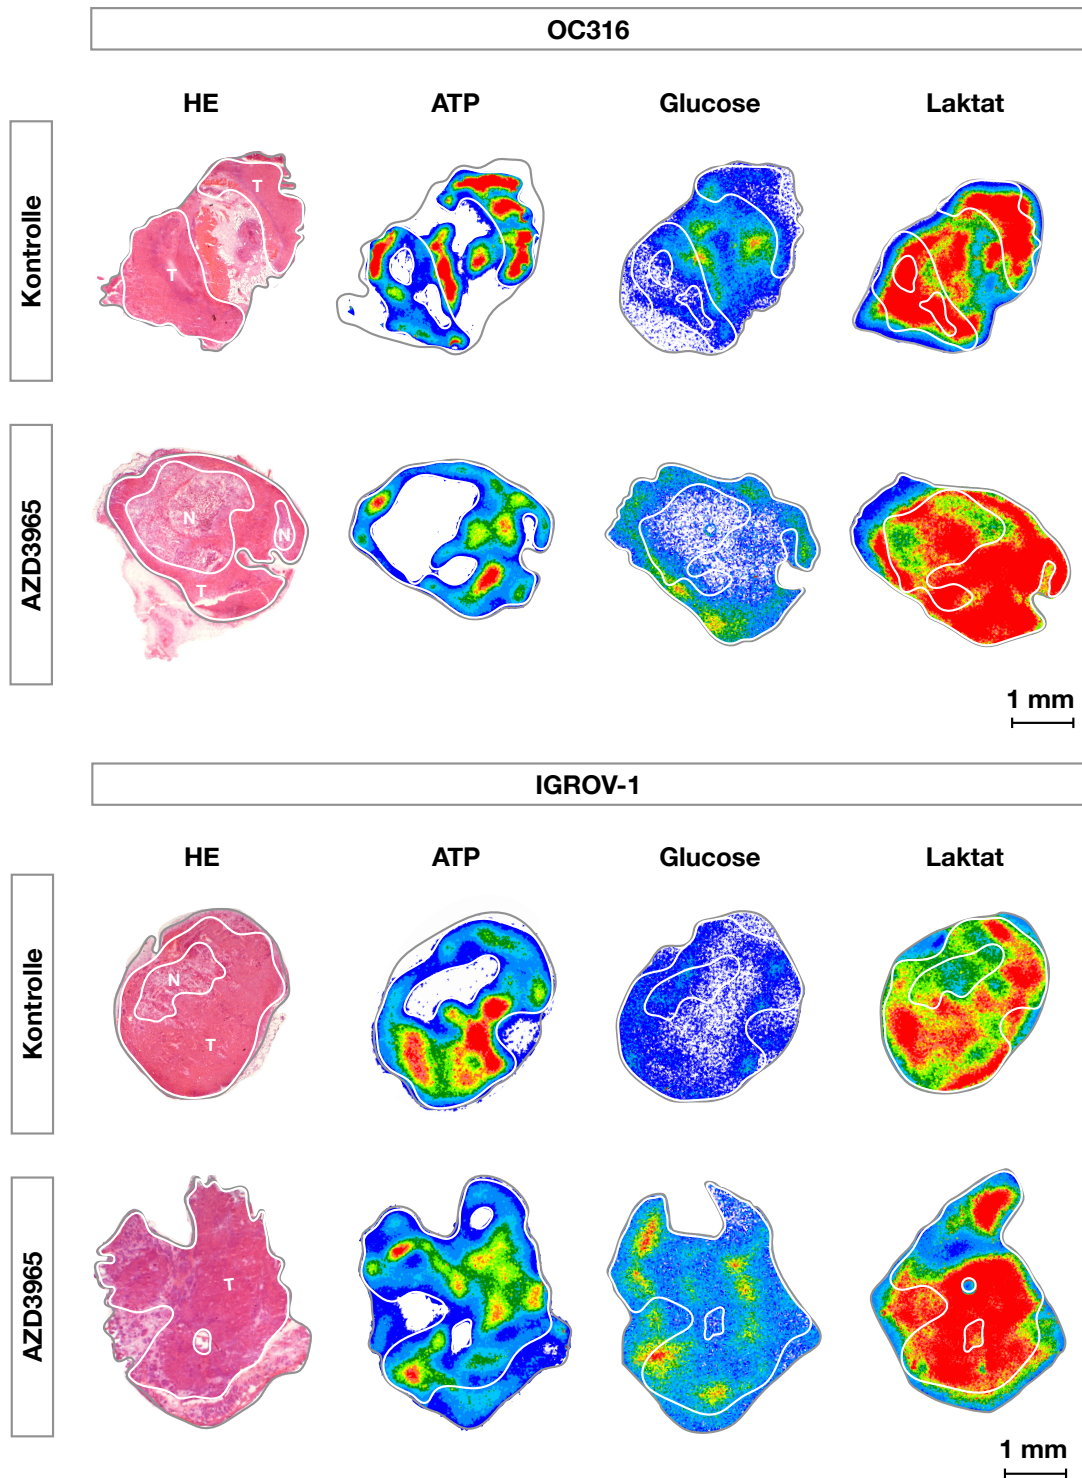 OC316
HE ATP Glucose Laktat
Kontrolle
T
T
AZD3965
N
N
T
1 mm
IGROV-1
HE ATP Glucose Laktat
Kontrolle
N
T
AZD3965
T
1 mm